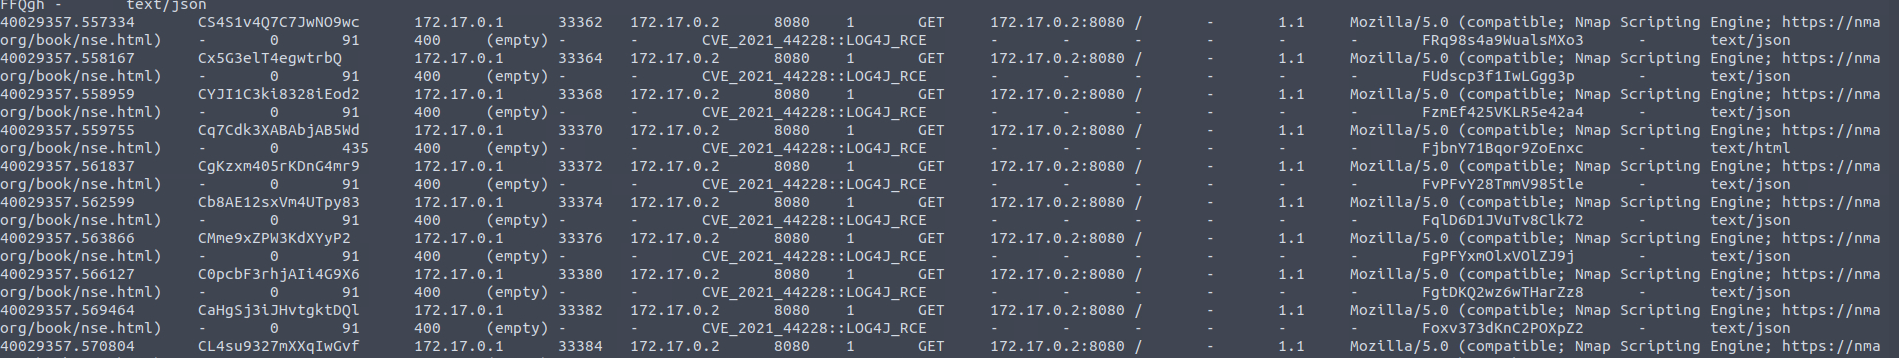 FFQgh -       text/json
40029357.557334       CS4S1v4Q7C7JwNO9wc      172.17.0.1      33362   172.17.0.2      8080    1       GET     172.17.0.2:8080 /       -       1.1     Mozilla/5.0 (compatible; Nmap Scripting Engine; https://nma
org/book/nse.html)    -       0       91      400     (empty) -       -       CVE_2021_44228::LOG4J_RCE       -       -       -       -       -       FRq98s4a9WualsMXo3      -       text/json
40029357.558167       Cx5G3elT4egwtrbQ        172.17.0.1      33364   172.17.0.2      8080    1       GET     172.17.0.2:8080 /       -       1.1     Mozilla/5.0 (compatible; Nmap Scripting Engine; https://nma
org/book/nse.html)    -       0       91      400     (empty) -       -       CVE_2021_44228::LOG4J_RCE       -       -       -       -       -       FUdscp3f1IwLGgg3p       -       text/json
40029357.558959       CYJI1C3ki8328iEod2      172.17.0.1      33368   172.17.0.2      8080    1       GET     172.17.0.2:8080 /       -       1.1     Mozilla/5.0 (compatible; Nmap Scripting Engine; https://nma
org/book/nse.html)    -       0       91      400     (empty) -       -       CVE_2021_44228::LOG4J_RCE       -       -       -       -       -       FzmEf425VKLR5e42a4      -       text/json
40029357.559755       Cq7Cdk3XABAbjAB5Wd      172.17.0.1      33370   172.17.0.2      8080    1       GET     172.17.0.2:8080 /       -       1.1     Mozilla/5.0 (compatible; Nmap Scripting Engine; https://nma
org/book/nse.html)    -       0       435             (empty) -       -       CVE_2021_44228::LOG4J_RCE       -       -       -       -       -       FjbnY71Bqor9ZoEnxc      -       text/html
40029357.561837       CgKzxm405rKDnG4mr9      172.17.0.1      33372   172.17.0.2      8080    1       GET     172.17.0.2:8080 /       -       1.1     Mozilla/5.0 (compatible; Nmap Scripting Engine; https://nma
org/book/nse.html)    -       0       91      400     (empty) -       -       CVE_2021_44228::LOG4J_RCE       -       -       -       -       -       FvPFvY28TmmV985tle      -       text/json
40029357.562599       Cb8AE12sxVm4UTpy83      172.17.0.1      33374   172.17.0.2      8080    1       GET     172.17.0.2:8080 /       -       1.1     Mozilla/5.0 (compatible; Nmap Scripting Engine; https://nma
org/book/nse.html)    -       0       91      400     (empty) -       -       CVE_2021_44228::LOG4J_RCE       -       -       -       -       -       FqlD6D1JVuTv8Clk72      -       text/json
40029357.563866       CMme9xZPW3KdXYyP2       172.17.0.1      33376   172.17.0.2      8080    1       GET     172.17.0.2:8080 /       -       1.1     Mozilla/5.0 (compatible; Nmap Scripting Engine; https://nma
org/book/nse.html)    -       0       91      400     (empty) -       -       CVE_2021_44228::LOG4J_RCE       -       -       -       -       -       FgPFYxmOlxVOlZJ9j       -       text/json
40029357.566127       C0pcbF3rhjAIi4G9X6      172.17.0.1      33380   172.17.0.2      8080    1       GET     172.17.0.2:8080 /       -       1.1     Mozilla/5.0 (compatible; Nmap Scripting Engine; https://nma
org/book/nse.html)    -       0       91      400     (empty) -       -       CVE_2021_44228::LOG4J_RCE       -       -       -       -       -       FgtDKQ2wz6wTHarZz8      -       text/json
40029357.569464       CaHgSj3iJHvtgktDQl      172.17.0.1      33382   172.17.0.2      8080    1       GET     172.17.0.2:8080 /       -       1.1     Mozilla/5.0 (compatible; Nmap Scripting Engine; https://nma
org/book/nse.html)    -       0       91      400     (empty) -       -       CVE_2021_44228::LOG4J_RCE       -       -       -       -       -       Foxv373dKnC2POXpZ2      -       text/json
40029357.570804       CL4su9327mXXqIwGvf      172.17.0.1      33384   172.17.0.2      8080    1       GET     172.17.0.2:8080 /       -       1.1     Mozilla/5.0 (compatible; Nmap Scripting Engine; https://nma